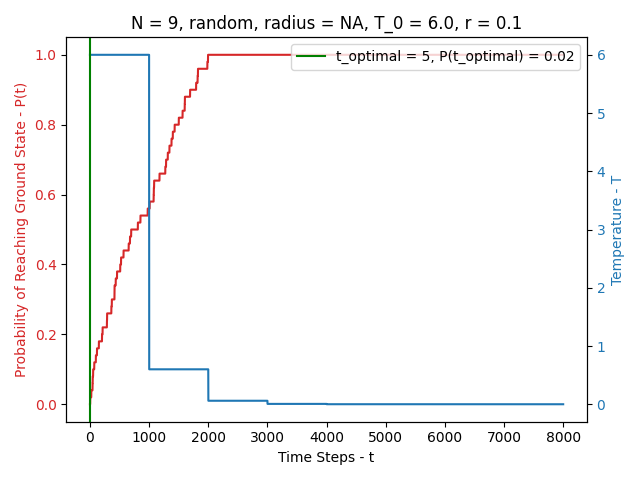 N = 9, random, radius = NA, T_0 = 6.0, r = 0.1
t_optimal = 5, P(t_optimal) = 0.02
Probability of Reaching Ground State - P(t)
1.0
0.8
0.6
0.4
0.2
0.0
6
5
4
3
2
1
0
Temperature - T
0 1000 2000 3000 4000 5000 6000 7000 8000
Time Steps - t